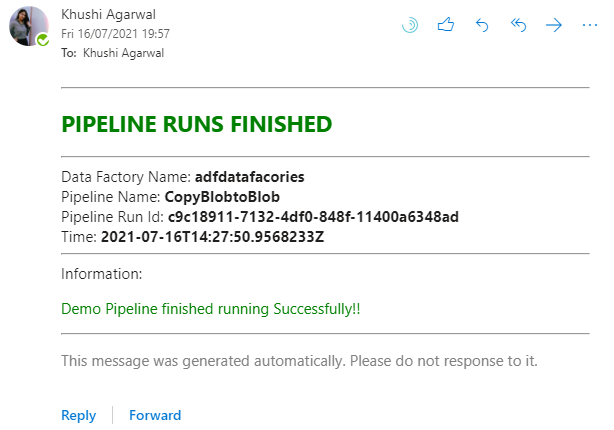 Khushi Agarwal
Fri 16/07/2021 19:57
To: Khushi Agarwal
PIPELINE RUNS FINISHED
Data Factory Name: adfdatafacories
Pipeline Name: CopyBlobtoBlob
Pipeline Run Id: c9c18911-7132-4df0-848f-11400a6348ad
Time: 2021-07-16T14:27:50.9568233Z
Information:
Demo Pipeline finished running Successfully!!
This message was generated automatically. Please do not response to it.
Reply
Forward